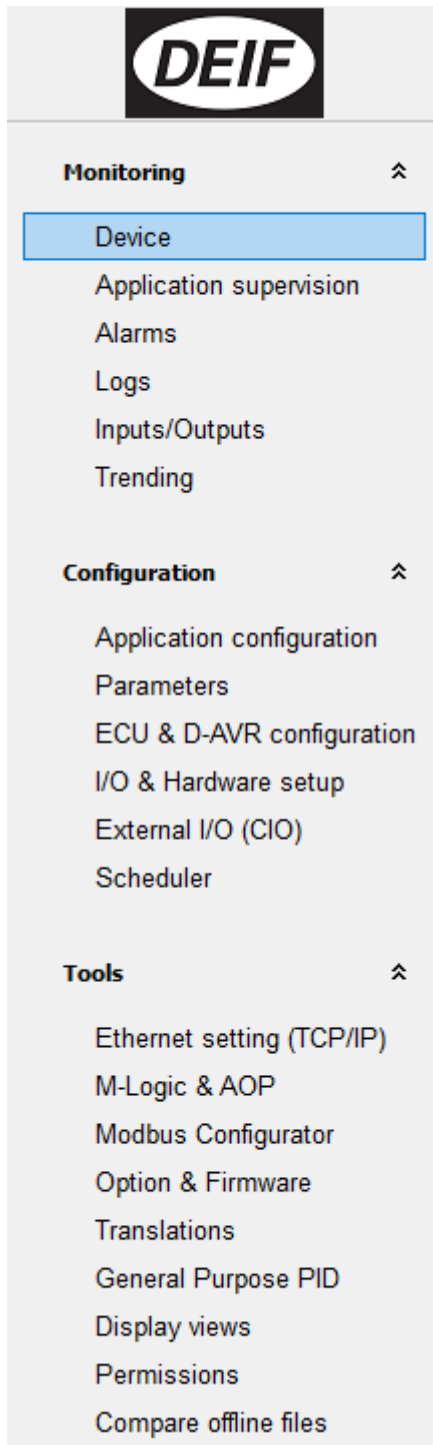 DEIF
Monitoring
Device
Application supervision
Alarms
Logs
Inputs/Outputs
Trending
Configuration
Application configuration
Parameters
ECU & D-AVR configuration
I/O & Hardware setup
External I/O (CIO)
Scheduler
Tools
Ethernet setting (TCP/IP)
M-Logic & AOP
Modbus Configurator
Option & Firmware
Translations
General Purpose PID
Display views
Permissions
Compare offline files